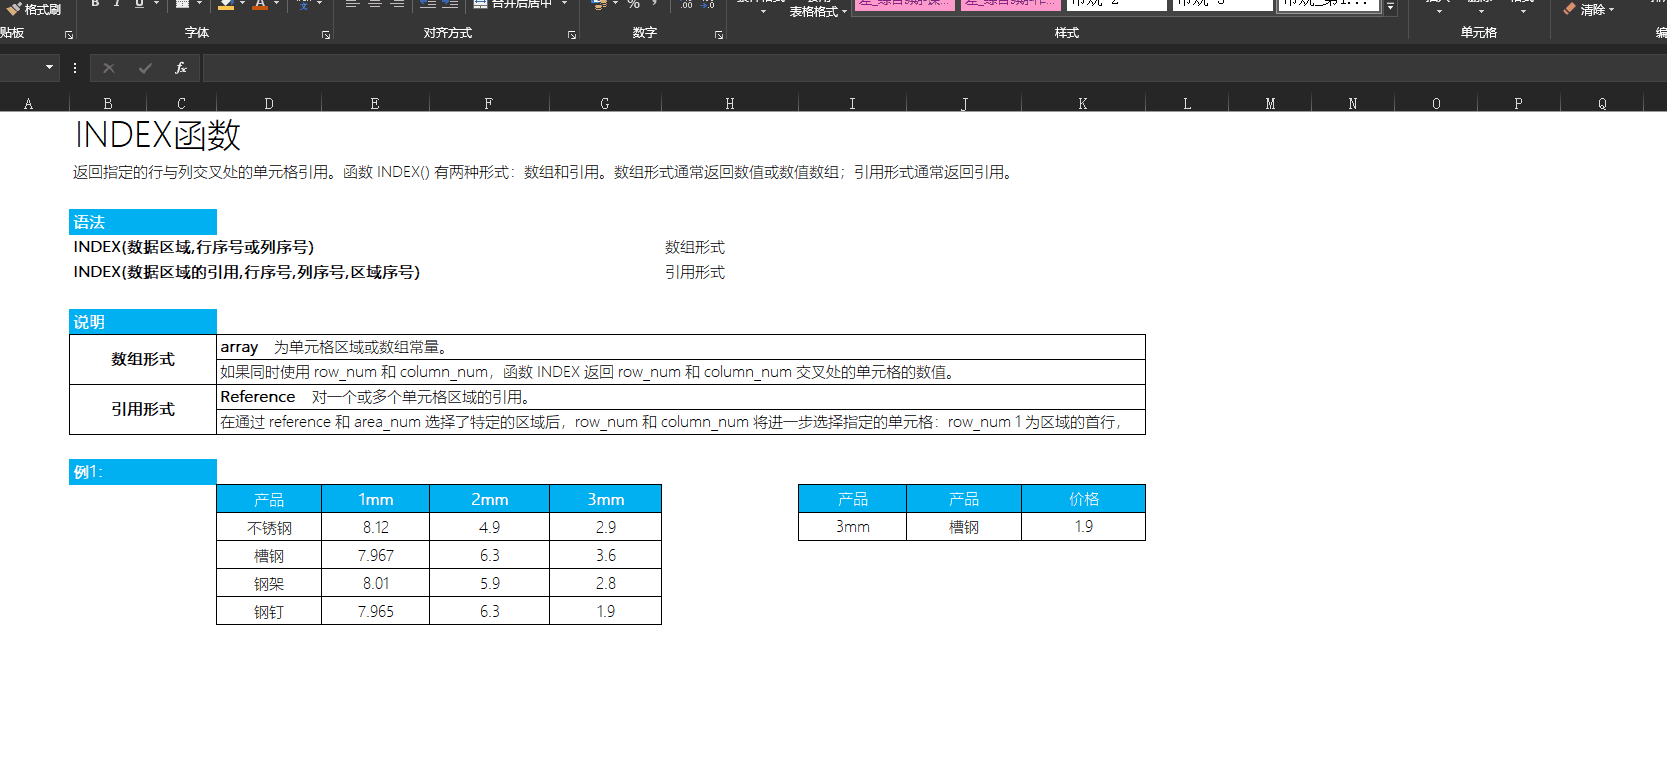 格式刷
B I U
合并后居中
% , .00 .0
表格格式
清除
贴板 字体 对齐方式 数字 样式 单元格
fx
A B C D E F G H I J K L M N O P Q
INDEX函数
返回指定的行与列交叉处的单元格引用。函数 INDEX() 有两种形式：数组和引用。数组形式通常返回数值或数值数组；引用形式通常返回引用。
语法
INDEX(数据区域,行序号或列序号) 数组形式
INDEX(数据区域的引用,行序号,列序号,区域序号) 引用形式
说明
数组形式
array 为单元格区域或数组常量。
如果同时使用 row_num 和 column_num，函数 INDEX 返回 row_num 和 column_num 交叉处的单元格的数值。
引用形式
Reference 对一个或多个单元格区域的引用。
在通过 reference 和 area_num 选择了特定的区域后，row_num 和 column_num 将进一步选择指定的单元格：row_num 1 为区域的首行，
例1:
产品 1mm 2mm 3mm
不锈钢 8.12 4.9 2.9
槽钢 7.967 6.3 3.6
钢架 8.01 5.9 2.8
钢钉 7.965 6.3 1.9
产品 产品 价格
3mm 槽钢 1.9